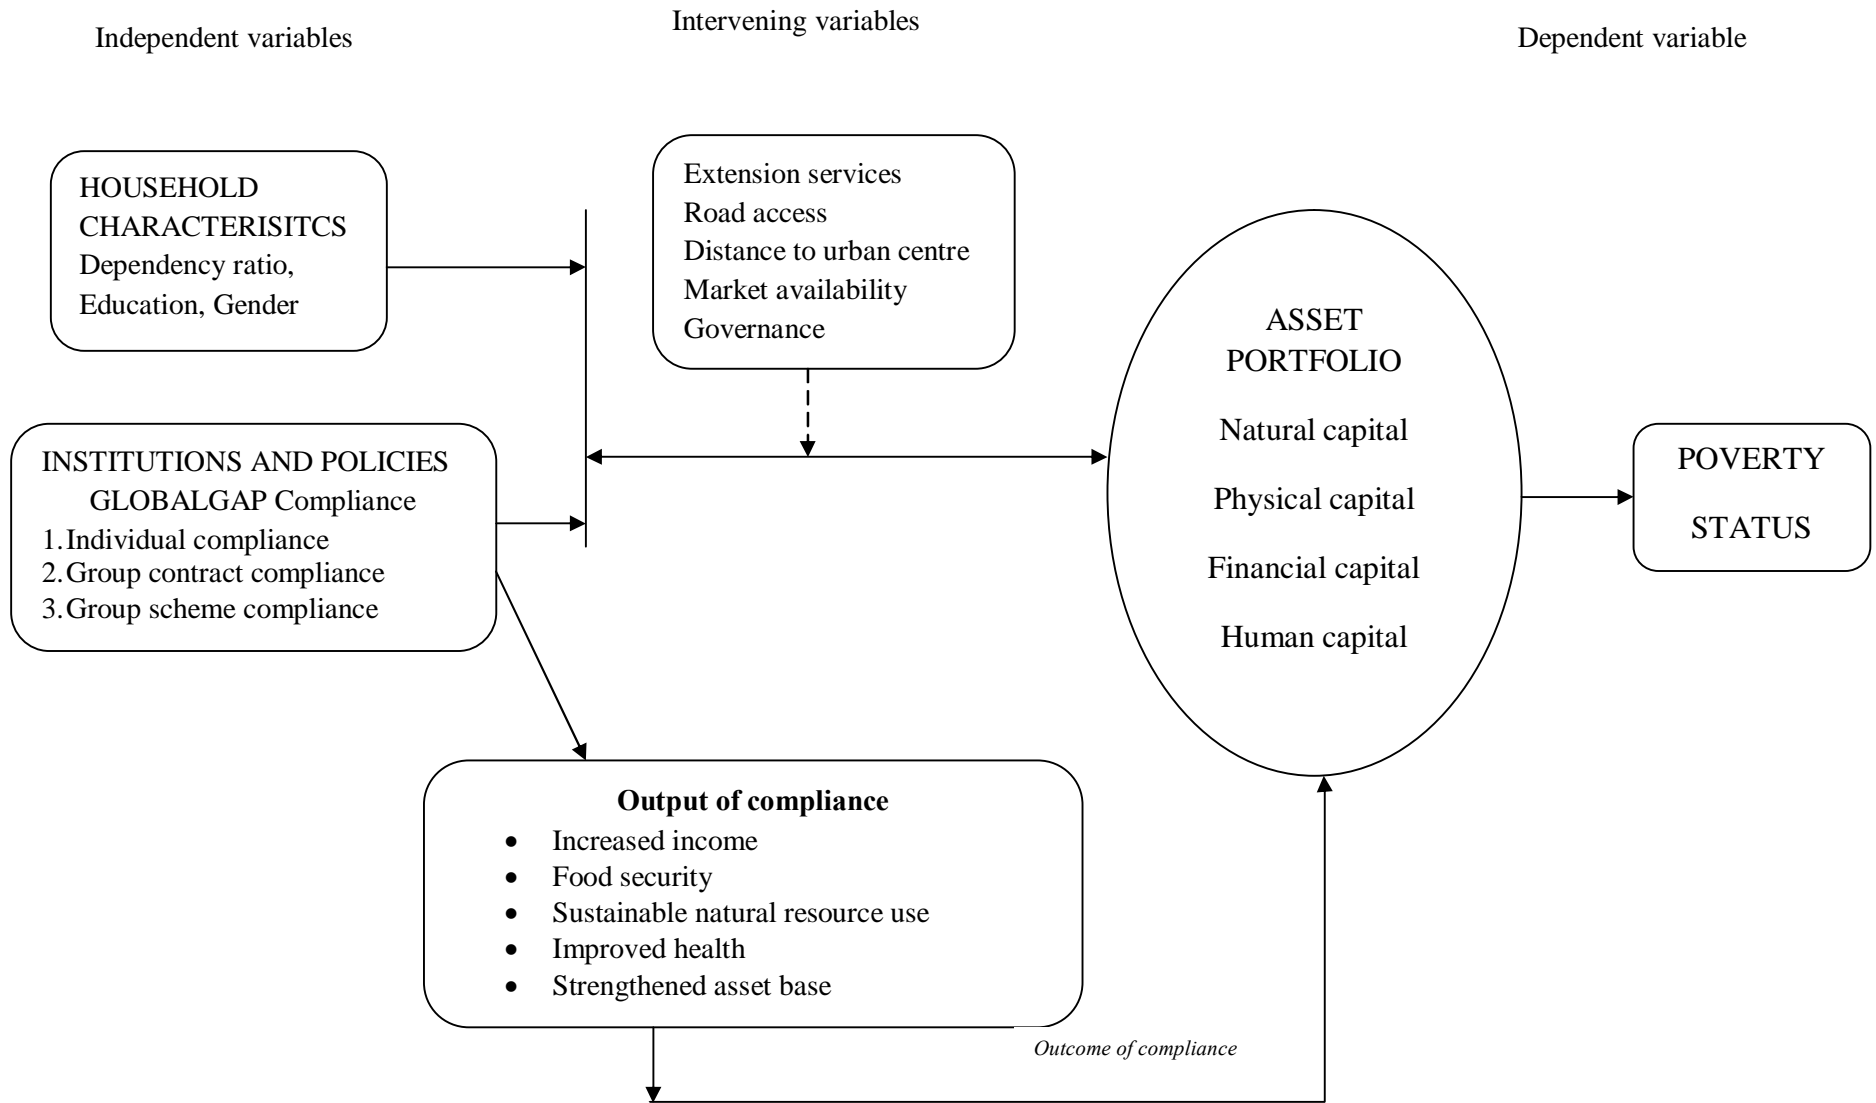 Independent variables
Intervening variables
Dependent variable
HOUSEHOLD
CHARACTERISITCS
Dependency ratio,
Education, Gender
Extension services
Road access
Distance to urban centre
Market availability
Governance
INSTITUTIONS AND POLICIES
GLOBALGAP Compliance
1. Individual compliance
2. Group contract compliance
3. Group scheme compliance
ASSET
PORTFOLIO
Natural capital
Physical capital
Financial capital
Human capital
POVERTY
STATUS
Output of compliance
• Increased income
• Food security
• Sustainable natural resource use
• Improved health
• Strengthened asset base
Outcome of compliance